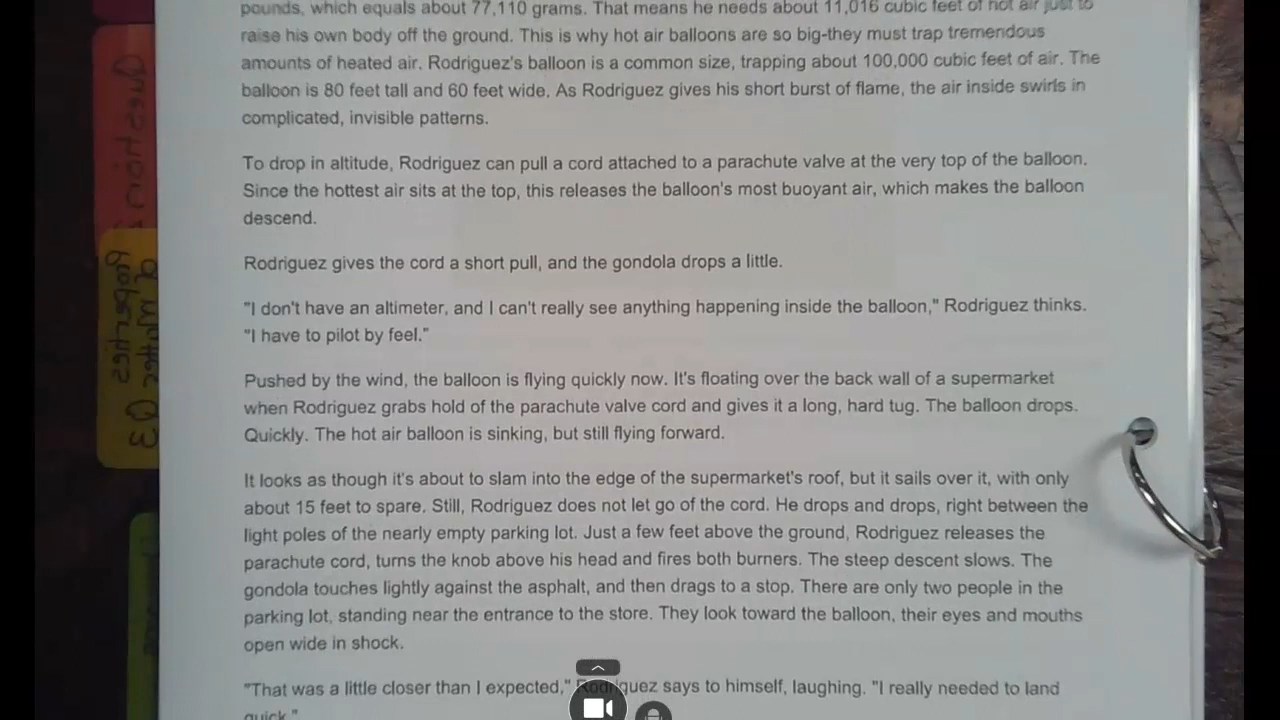 pounds, which equals about 77,110 grams. That means he needs about 11,016 cubic feet of hot air just to
raise his own body off the ground. This is why hot air balloons are so big-they must trap tremendous
amounts of heated air. Rodriguez's balloon is a common size, trapping about 100,000 cubic feet of air. The
balloon is 80 feet tall and 60 feet wide. As Rodriguez gives his short burst of flame, the air inside swirls in
complicated, invisible patterns.
To drop in altitude, Rodriguez can pull a cord attached to a parachute valve at the very top of the balloon.
Since the hottest air sits at the top, this releases the balloon's most buoyant air, which makes the balloon
descend.
Rodriguez gives the cord a short pull, and the gondola drops a little.
"I don't have an altimeter, and I can't really see anything happening inside the balloon," Rodriguez thinks.
"I have to pilot by feel."
Pushed by the wind, the balloon is flying quickly now. It's floating over the back wall of a supermarket
when Rodriguez grabs hold of the parachute valve cord and gives it a long, hard tug. The balloon drops.
Quickly. The hot air balloon is sinking, but still flying forward.
It looks as though it's about to slam into the edge of the supermarket's roof, but it sails over it, with only
about 15 feet to spare. Still, Rodriguez does not let go of the cord. He drops and drops, right between the
light poles of the nearly empty parking lot. Just a few feet above the ground, Rodriguez releases the
parachute cord, turns the knob above his head and fires both burners. The steep descent slows. The
gondola touches lightly against the asphalt, and then drags to a stop. There are only two people in the
parking lot, standing near the entrance to the store. They look toward the balloon, their eyes and mouths
open wide in shock.
"That was a little closer than I expected," Rodriguez says to himself, laughing. "I really needed to land
quick."
Questions
Properties
of Matter Q3